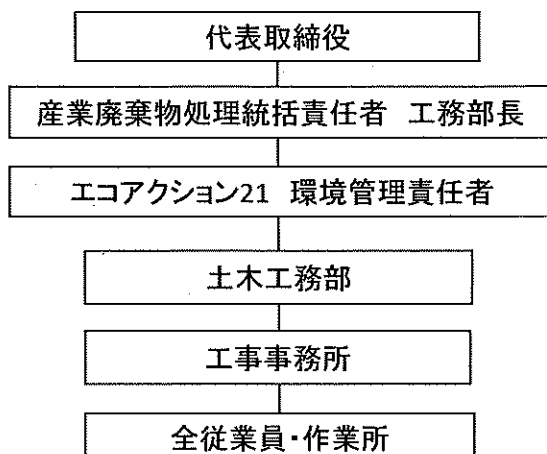 代表取締役
産業廃棄物処理統括責任者 工務部長
エコアクション21 環境管理責任者
土木工務部
工事事務所
全従業員・作業所